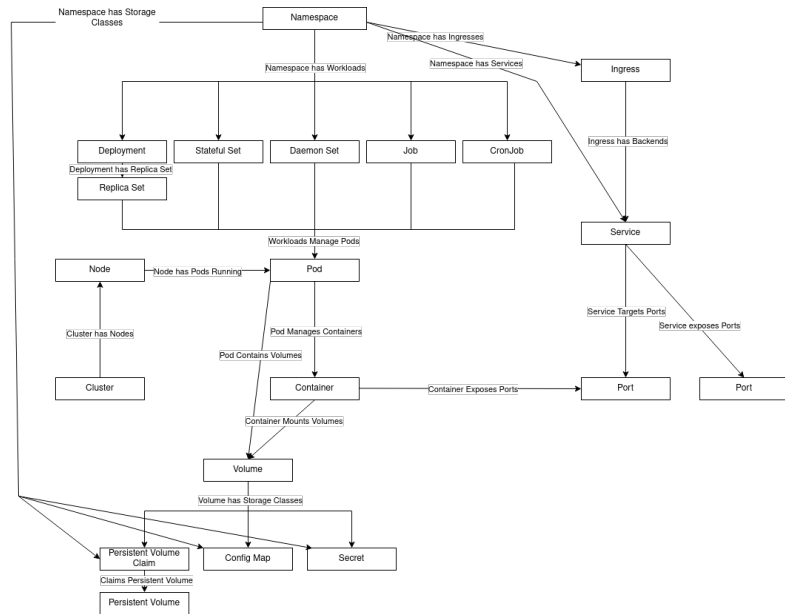 Namespace has Storage
Classes
Namespace
Namespace has Ingresses
Namespace has Services
Namespace has Workloads
Ingress
Deployment
Stateful Set
Daemon Set
Job
CronJob
Ingress has Backends
Deployment has Replica Set
Replica Set
Service
Workloads Manage Pods
Node
Node has Pods Running
Pod
Cluster has Nodes
Pod Manages Containers
Service Targets Ports
Service exposes Ports
Pod Contains Volumes
Cluster
Container
Container Exposes Ports
Port
Port
Container Mounts Volumes
Volume
Volume has Storage Classes
Persistent Volume
Claim
Config Map
Secret
Claims Persistent Volume
Persistent Volume